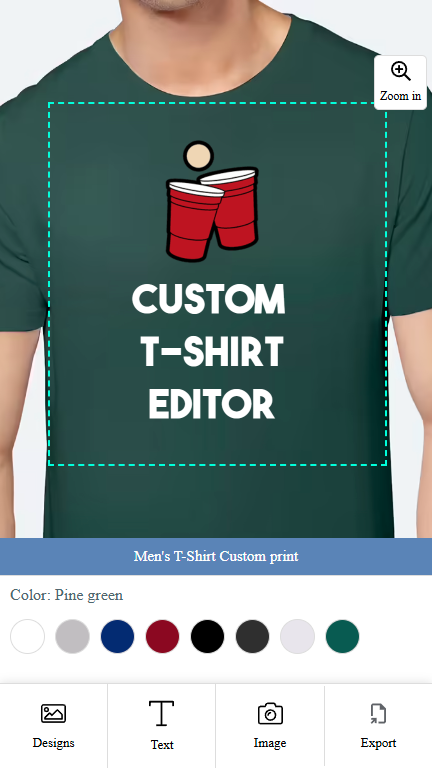 Zoom in
CUSTOM
T-SHIRT
EDITOR
Men's T-Shirt Custom print
Color: Pine green
Designs
Text
Image
Export